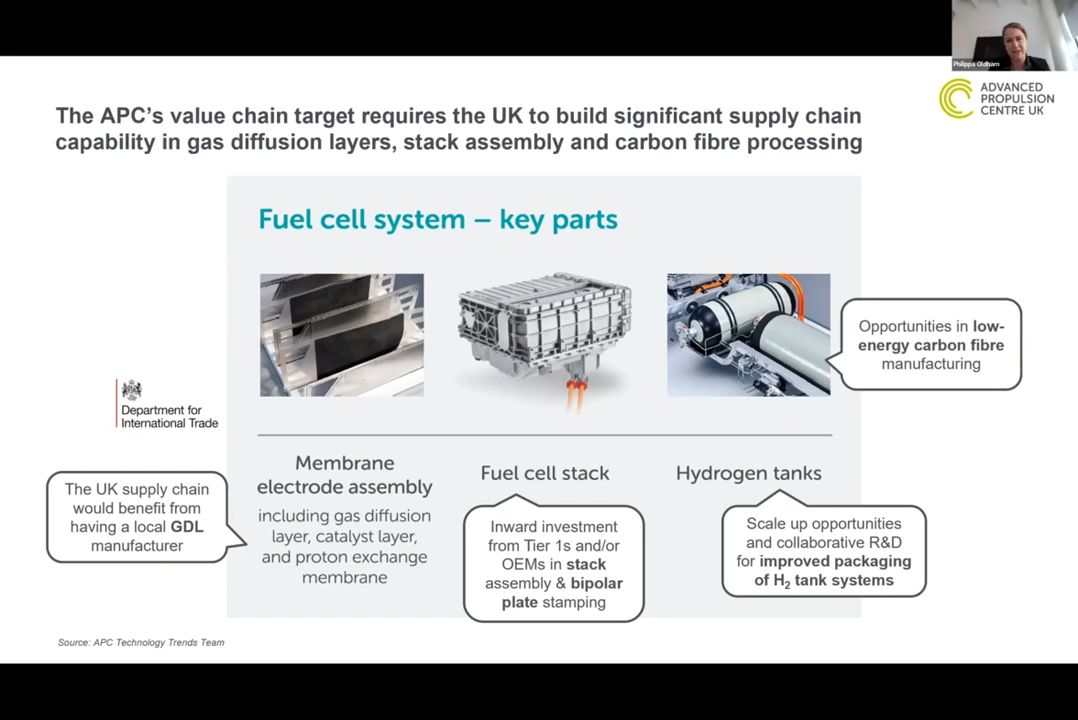 Philippa Oldham
ADVANCED
PROPULSION
CENTRE UK
The APC's value chain target requires the UK to build significant supply chain
capability in gas diffusion layers, stack assembly and carbon fibre processing
Fuel cell system – key parts
Opportunities in low-
energy carbon fibre
manufacturing
Department for
International Trade
Membrane
electrode assembly
including gas diffusion
layer, catalyst layer,
and proton exchange
membrane
Fuel cell stack
Hydrogen tanks
The UK supply chain
would benefit from
having a local GDL
manufacturer
Inward investment
from Tier 1s and/or
OEMs in stack
assembly & bipolar
plate stamping
Scale up opportunities
and collaborative R&D
for improved packaging
of H₂ tank systems
Source: APC Technology Trends Team